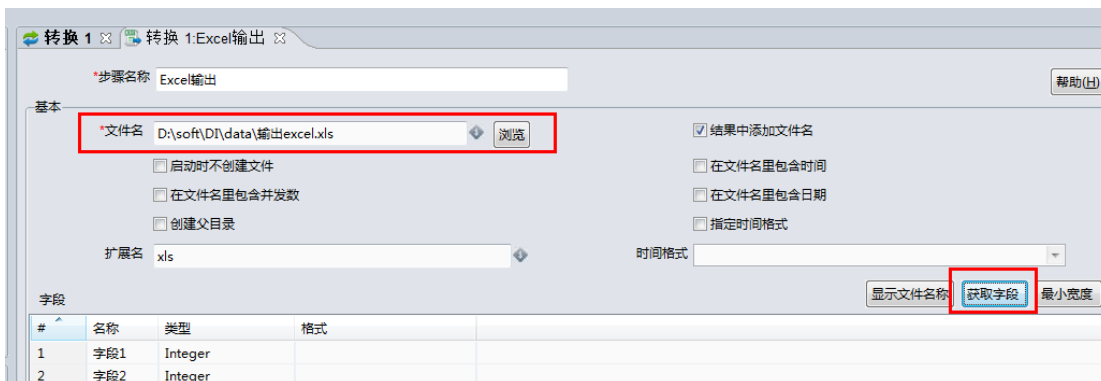 转换 1 转换 1:Excel输出
*步骤名称 Excel输出 帮助(H)
基本
*文件名 D:\soft\DI\data\输出excel.xls 浏览 结果中添加文件名
启动时不创建文件 在文件名里包含时间
在文件名里包含并发数 在文件名里包含日期
创建父目录 指定时间格式
扩展名 xls 时间格式
显示文件名称 获取字段 最小宽度
字段
# 名称 类型 格式
1 字段1 Integer
2 字段2 Integer